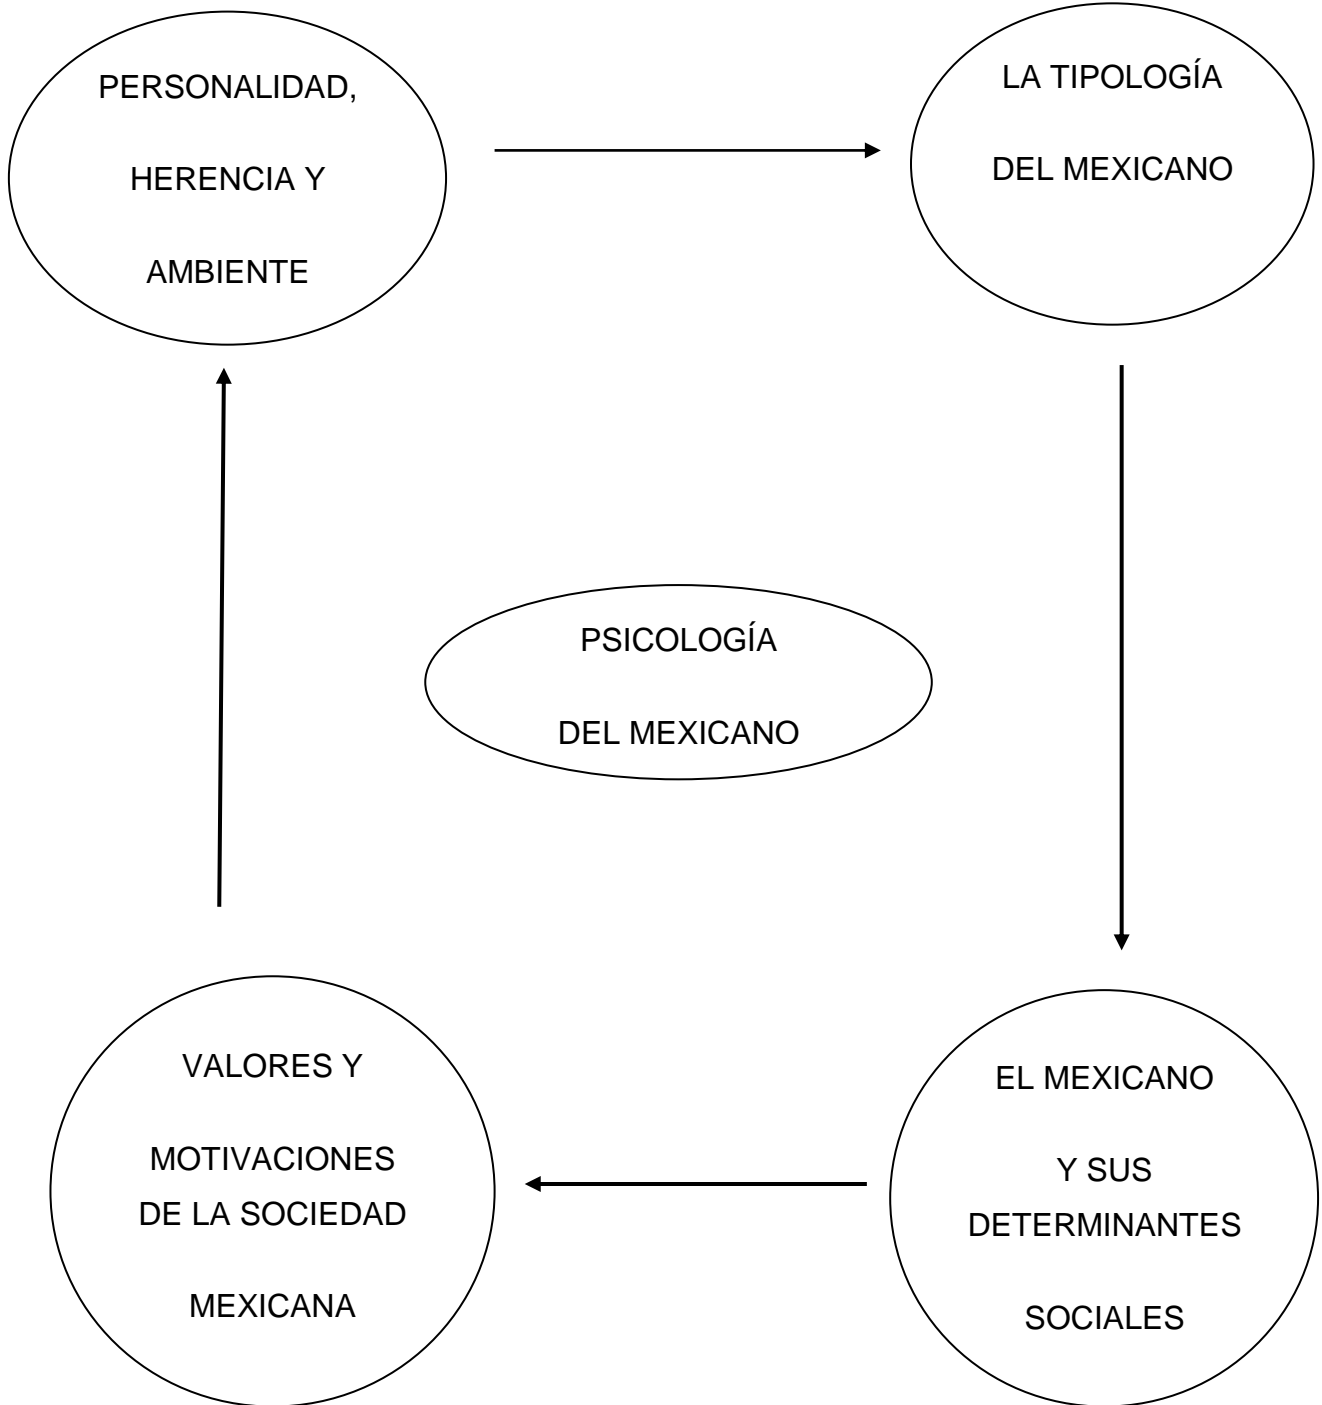 PERSONALIDAD,
HERENCIA Y
AMBIENTE
LA TIPOLOGÍA
DEL MEXICANO
PSICOLOGÍA
DEL MEXICANO
VALORES Y
MOTIVACIONES
DE LA SOCIEDAD
MEXICANA
EL MEXICANO
Y SUS
DETERMINANTES
SOCIALES